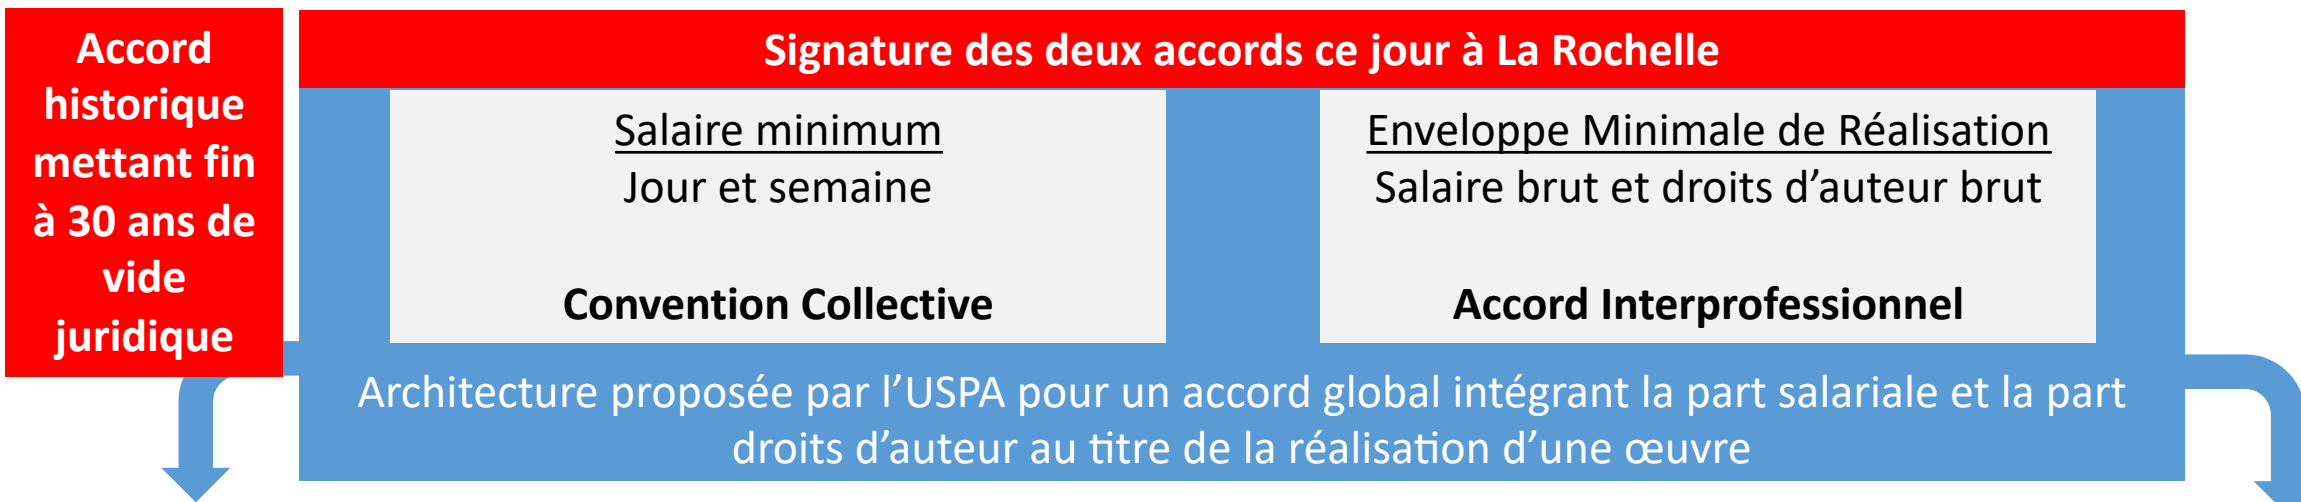 Accord
historique
mettant fin
à 30 ans de
vide
juridique
Signature des deux accords ce jour à La Rochelle
Salaire minimum
Jour et semaine
Convention Collective
Enveloppe Minimale de Réalisation
Salaire brut et droits d’auteur brut
Accord Interprofessionnel
Architecture proposée par l’USPA pour un accord global intégrant la part salariale et la part
droits d’auteur au titre de la réalisation d’une œuvre